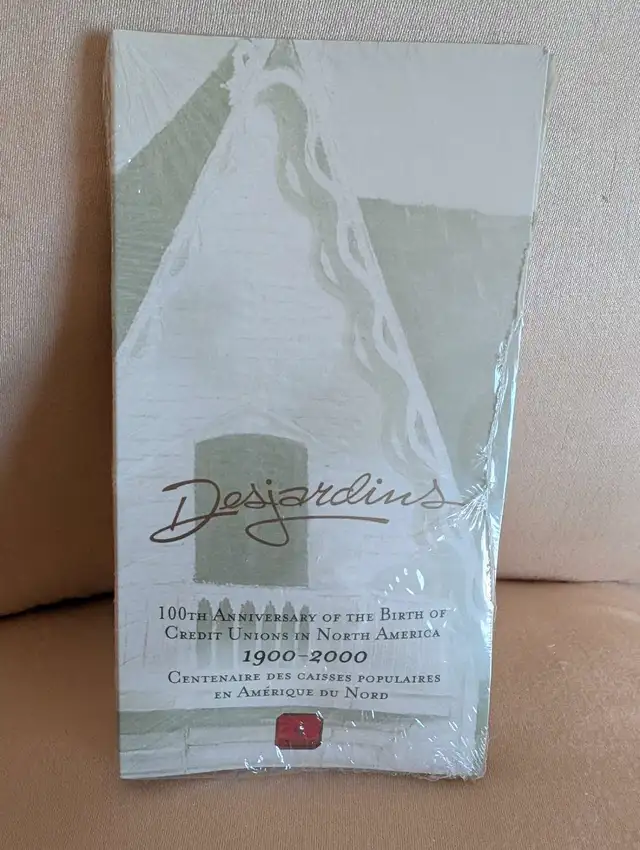 Desjardins
100TH ANNIVERSARY OF THE BIRTH OF
CREDIT UNIONS IN NORTH AMERICA
1900–2000
CENTENAIRE DES CAISSES POPULAIRES
EN AMÉRIQUE DU NORD